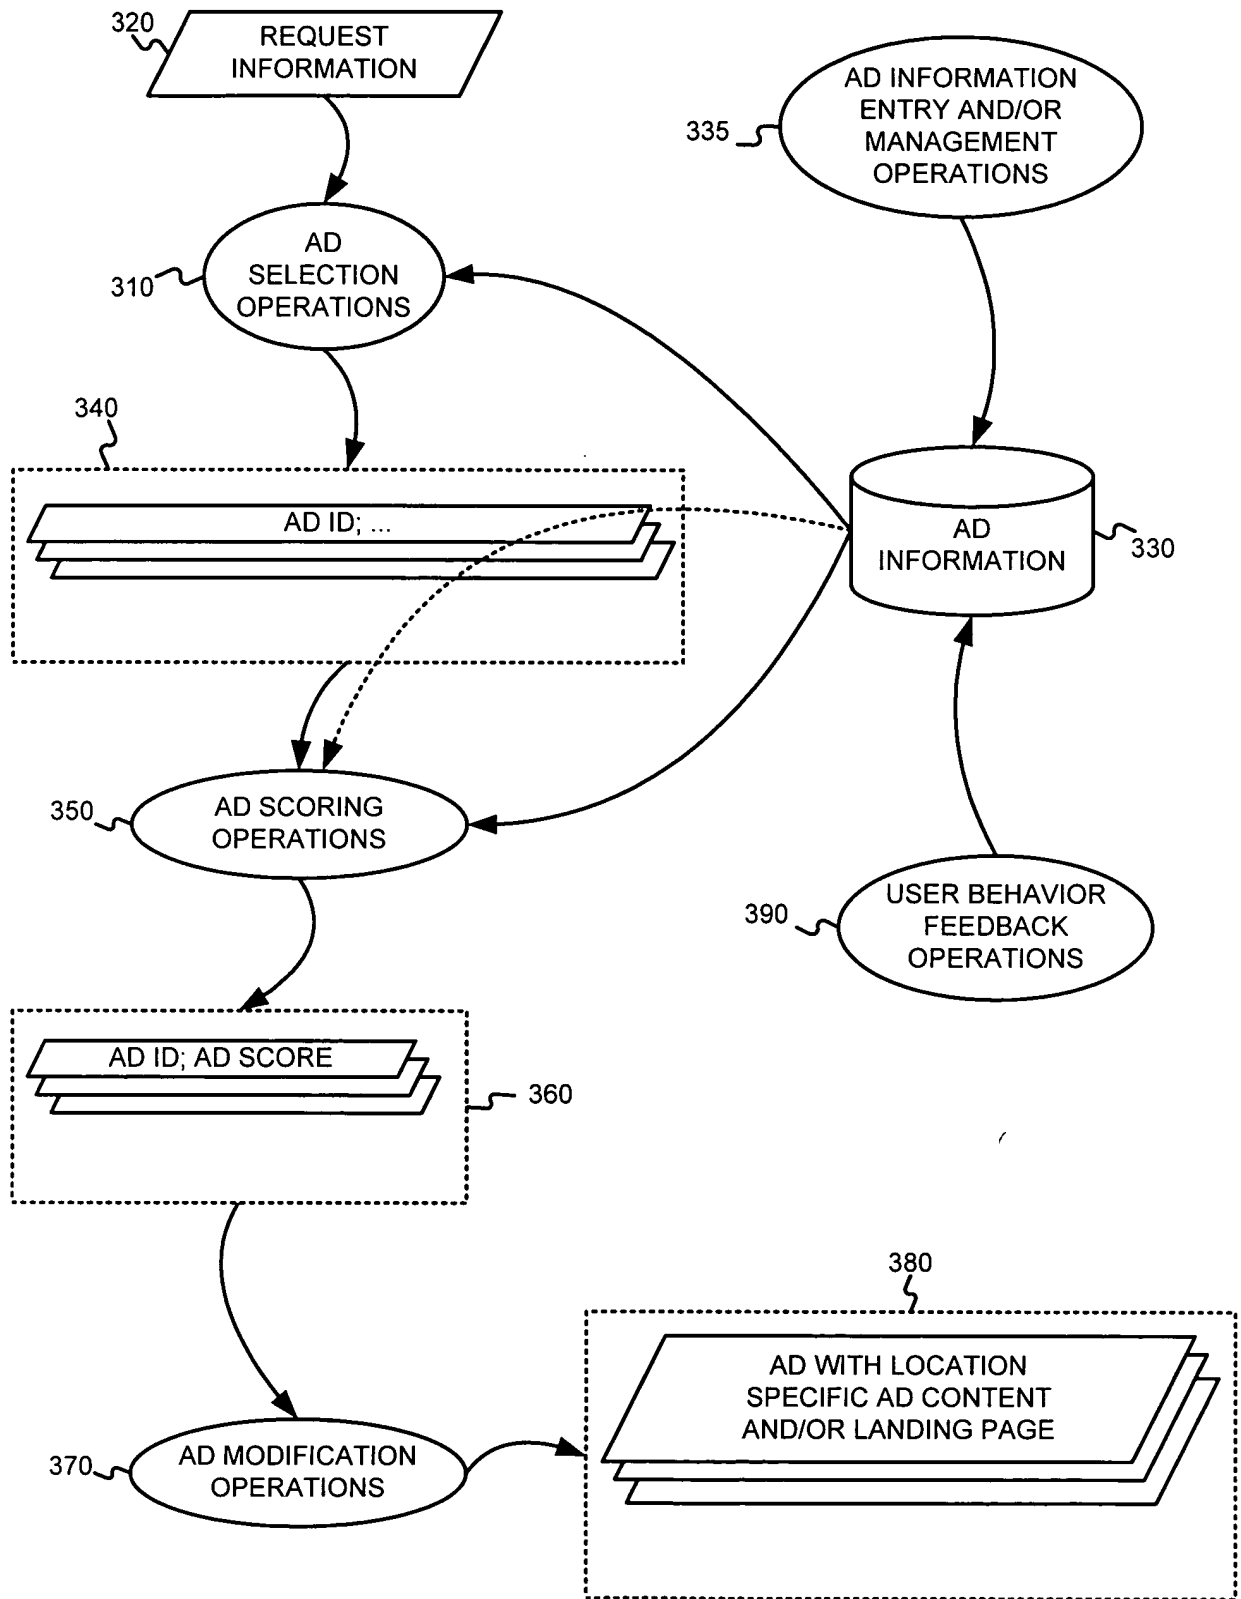 320
REQUEST
INFORMATION
335
AD INFORMATION
ENTRY AND/OR
MANAGEMENT
OPERATIONS
310
AD
SELECTION
OPERATIONS
340
AD ID; ...
AD
INFORMATION
330
350
AD SCORING
OPERATIONS
390
USER BEHAVIOR
FEEDBACK
OPERATIONS
AD ID; AD SCORE
360
380
AD WITH LOCATION
SPECIFIC AD CONTENT
AND/OR LANDING PAGE
370
AD MODIFICATION
OPERATIONS